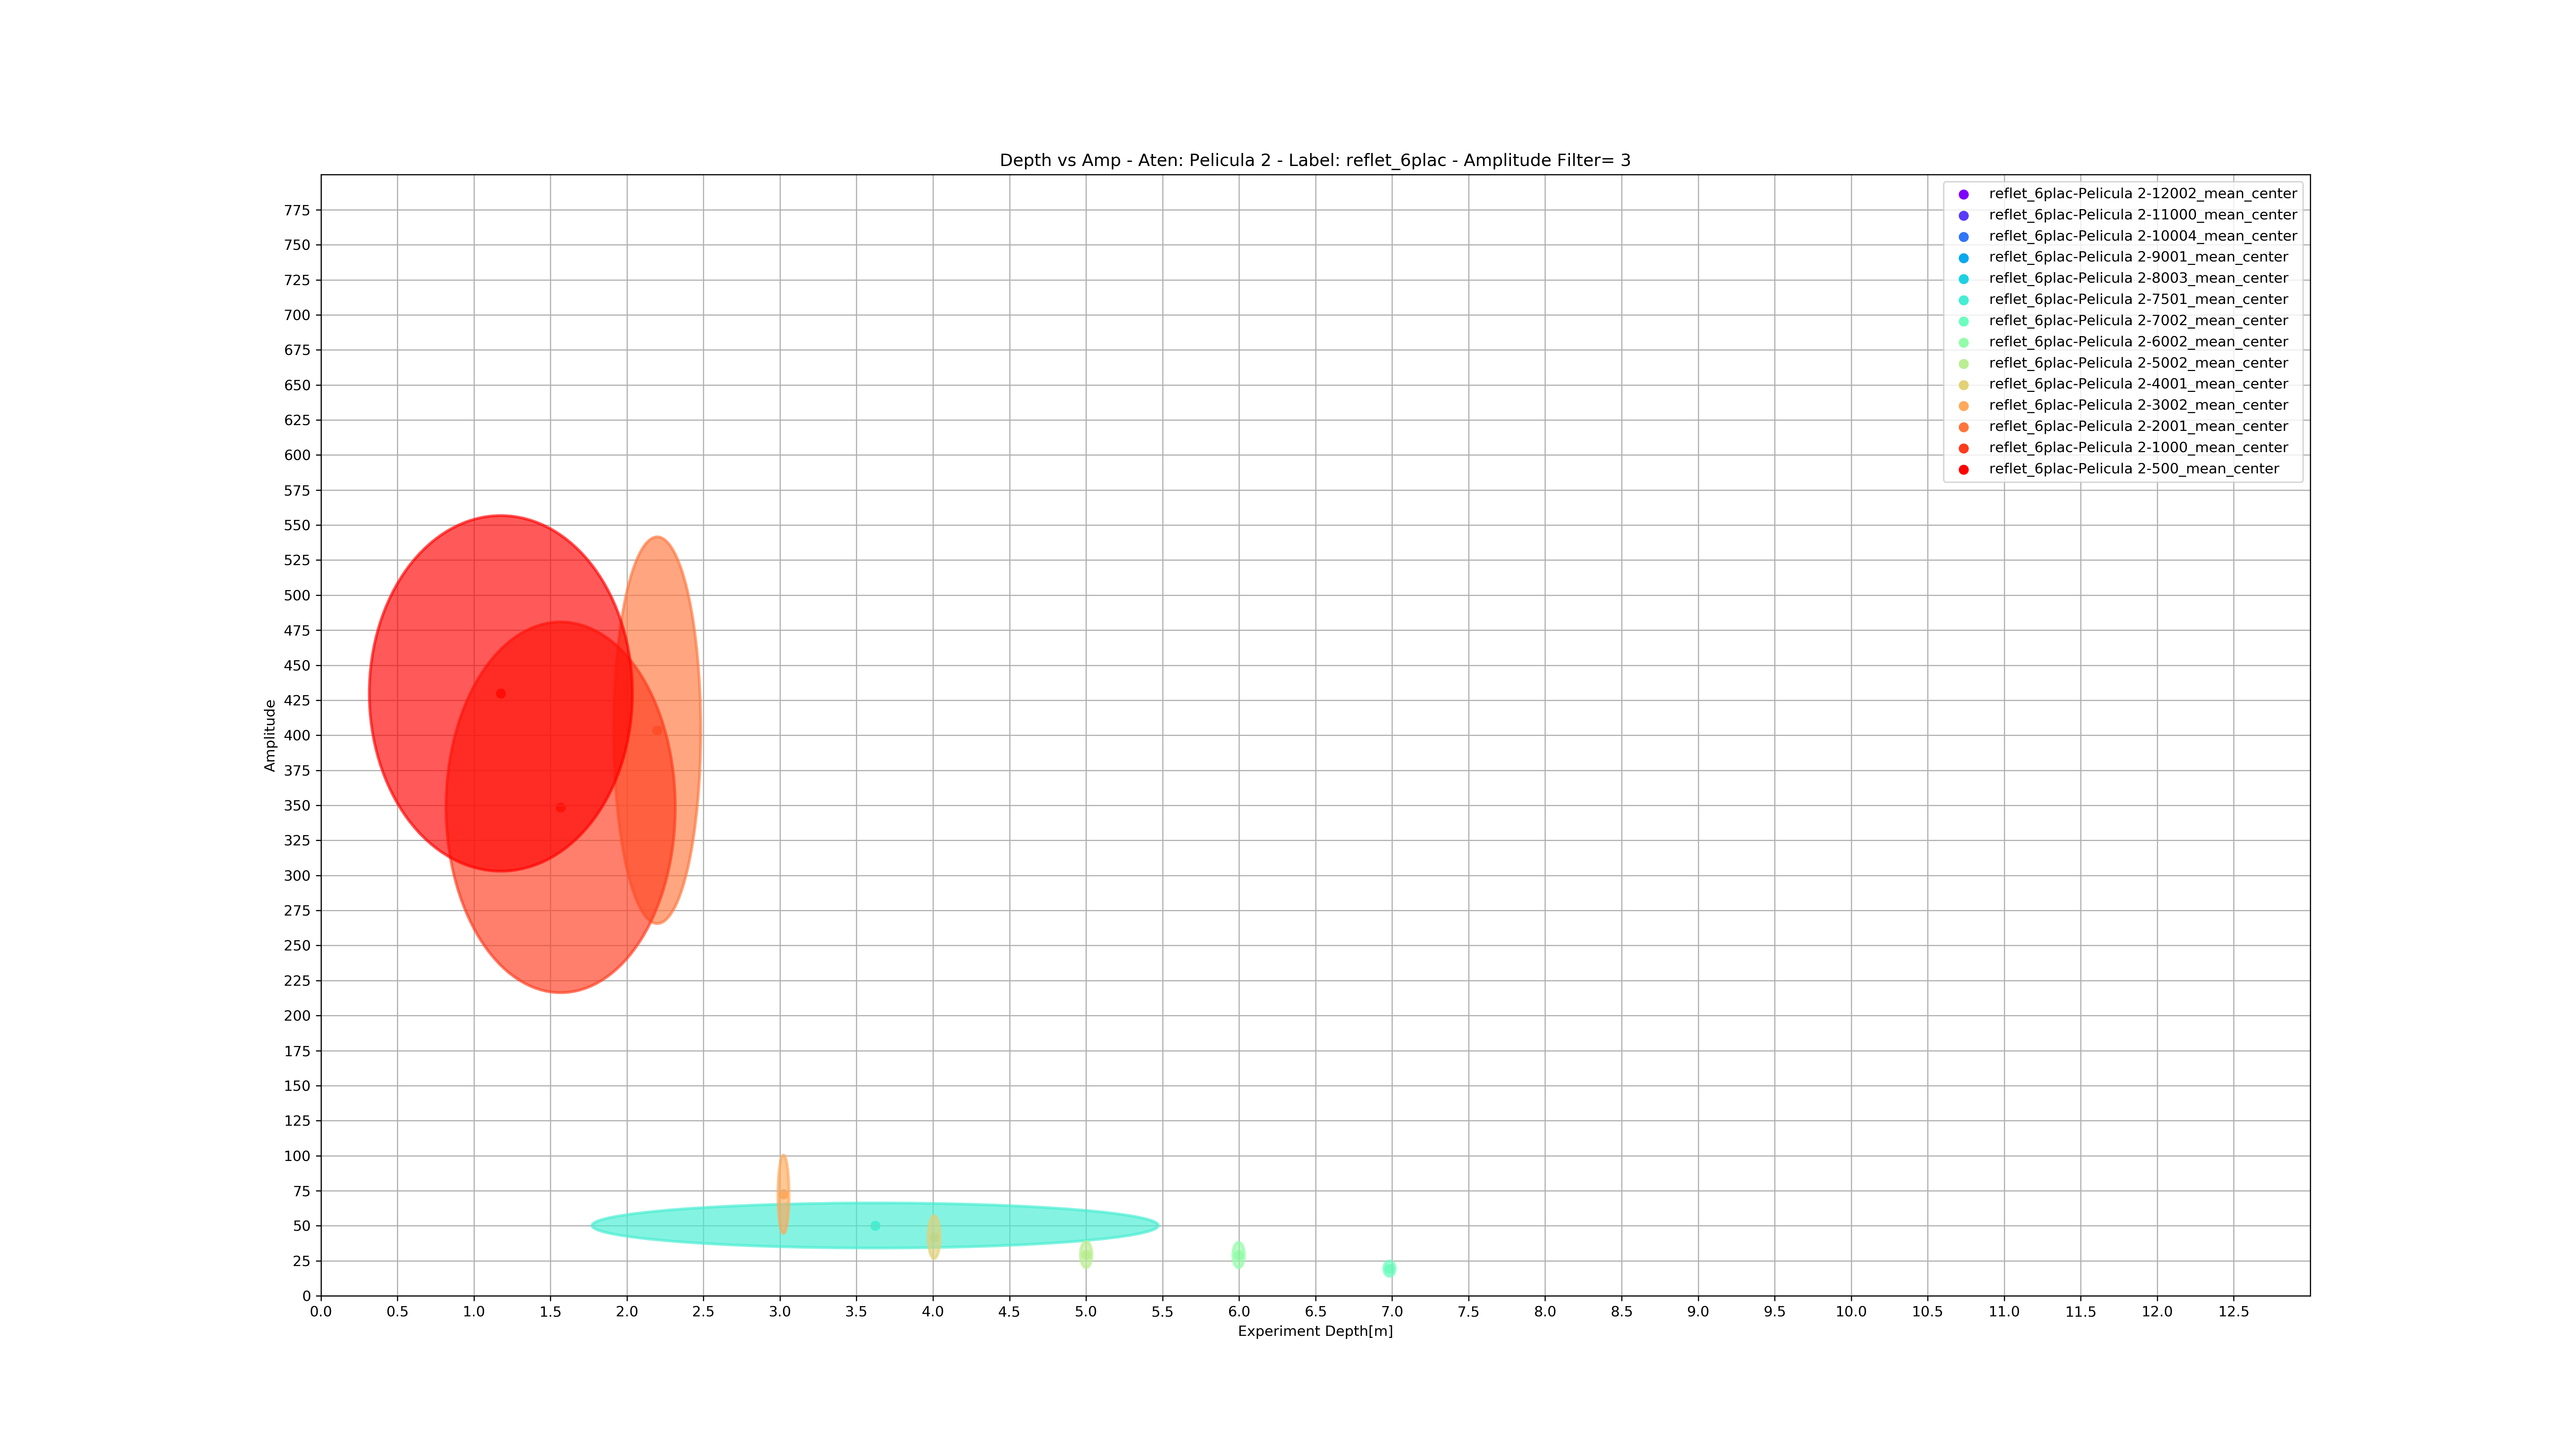 Depth vs Amp - Aten: Pelicula 2 - Label: reflet_6plac - Amplitude Filter= 3
reflet_6plac-Pelicula 2-12002_mean_center
reflet_6plac-Pelicula 2-11000_mean_center
reflet_6plac-Pelicula 2-10004_mean_center
reflet_6plac-Pelicula 2-9001_mean_center
reflet_6plac-Pelicula 2-8003_mean_center
reflet_6plac-Pelicula 2-7501_mean_center
reflet_6plac-Pelicula 2-7002_mean_center
reflet_6plac-Pelicula 2-6002_mean_center
reflet_6plac-Pelicula 2-5002_mean_center
reflet_6plac-Pelicula 2-4001_mean_center
reflet_6plac-Pelicula 2-3002_mean_center
reflet_6plac-Pelicula 2-2001_mean_center
reflet_6plac-Pelicula 2-1000_mean_center
reflet_6plac-Pelicula 2-500_mean_center
Amplitude
775
750
725
700
675
650
625
600
575
550
525
500
475
450
425
400
375
350
325
300
275
250
225
200
175
150
125
100
75
50
25
0
0.0 0.5 1.0 1.5 2.0 2.5 3.0 3.5 4.0 4.5 5.0 5.5 6.0 6.5 7.0 7.5 8.0 8.5 9.0 9.5 10.0 10.5 11.0 11.5 12.0 12.5
Experiment Depth[m]